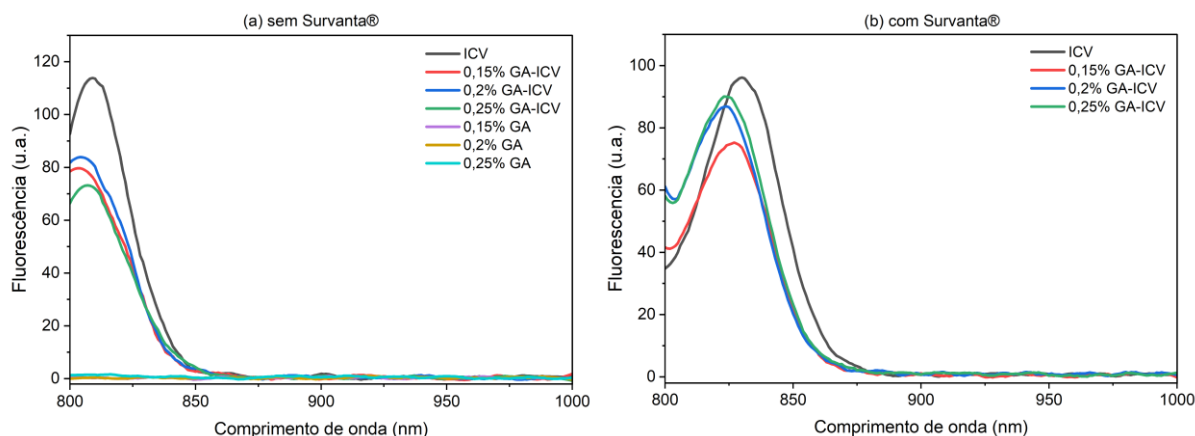 (a) sem Survanta®
ICV
0,15% GA-ICV
0,2% GA-ICV
0,25% GA-ICV
0,15% GA
0,2% GA
0,25% GA
120
100
80
60
40
20
0
Fluorescência (u.a.)
800
850
900
950
1000
Comprimento de onda (nm)
(b) com Survanta®
ICV
0,15% GA-ICV
0,2% GA-ICV
0,25% GA-ICV
100
80
60
40
20
0
Fluorescencia (u.a.)
800
850
900
950
1000
Comprimento de onda (nm)